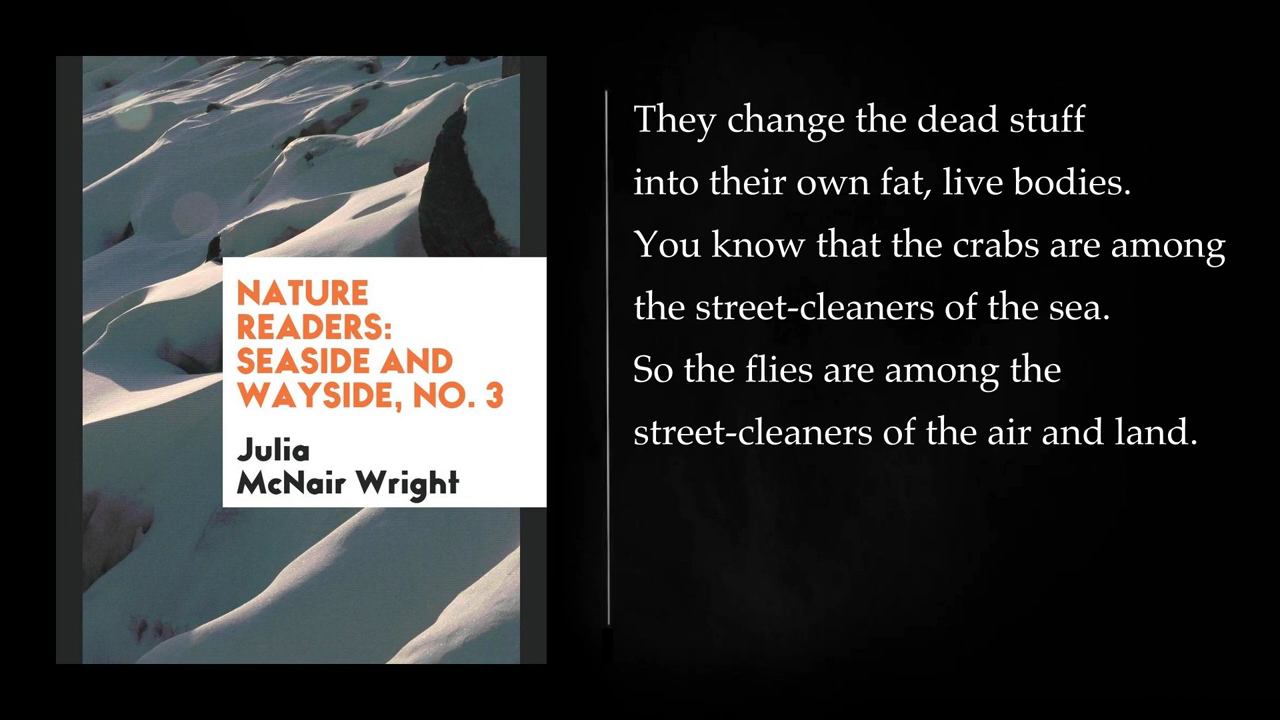 NATURE
READERS:
SEASIDE AND
WAYSIDE, NO. 3
Julia
McNair Wright
They change the dead stuff
into their own fat, live bodies.
You know that the crabs are among
the street-cleaners of the sea.
So the flies are among the
street-cleaners of the air and land.